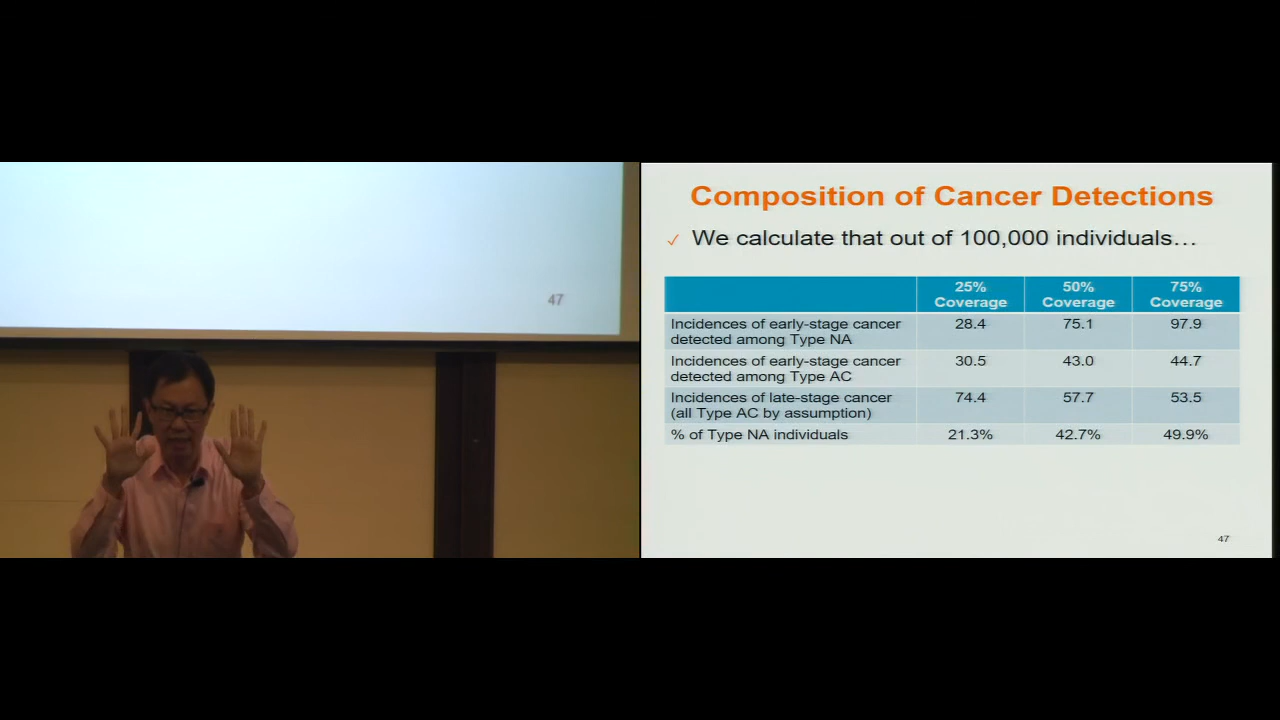 47
Composition of Cancer Detections
✓ We calculate that out of 100,000 individuals…
25% Coverage 50% Coverage 75% Coverage
Incidences of early-stage cancer detected among Type NA 28.4 75.1 97.9
Incidences of early-stage cancer detected among Type AC 30.5 43.0 44.7
Incidences of late-stage cancer (all Type AC by assumption) 74.4 57.7 53.5
% of Type NA individuals 21.3% 42.7% 49.9%
47